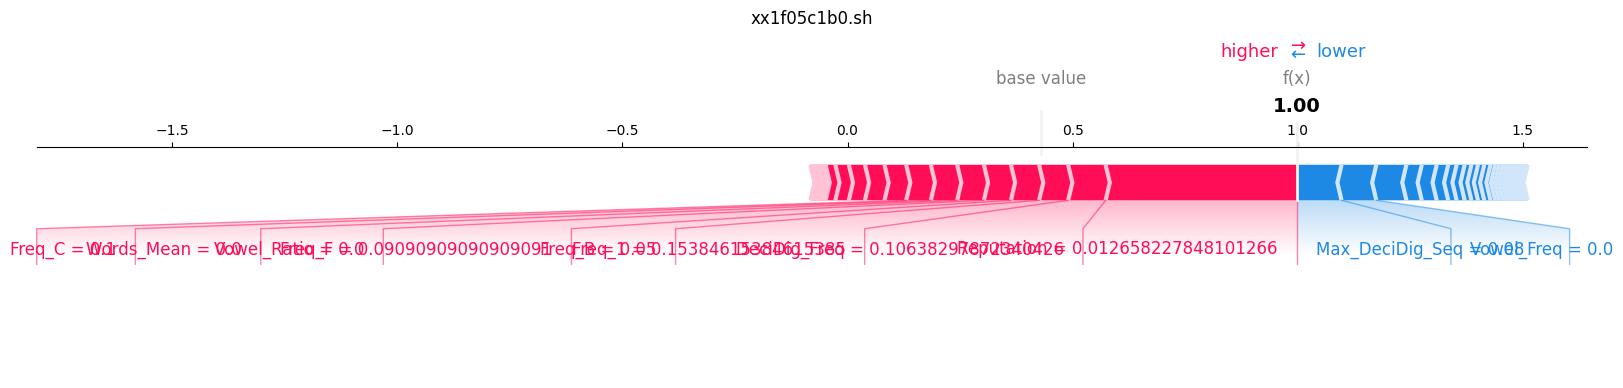 xx1f05c1b0.sh
higher ⇄ lower
base value
f(x)
1.00
−1.5 −1.0 −0.5 0.0 0.5 1.0 1.5
Freq_C = 0.1 Words_Mean = 0.0 Vowel_Ratio = 0.0 Freq_F = 0.09090909090909091 Freq_B = 0.05 Freq_1 = 0.15384615384615385 DeciDig_Freq = 0.10638297872340426 Reputation = 0.012658227848101266 Max_DeciDig_Seq = 0.08 Vowel_Freq = 0.0